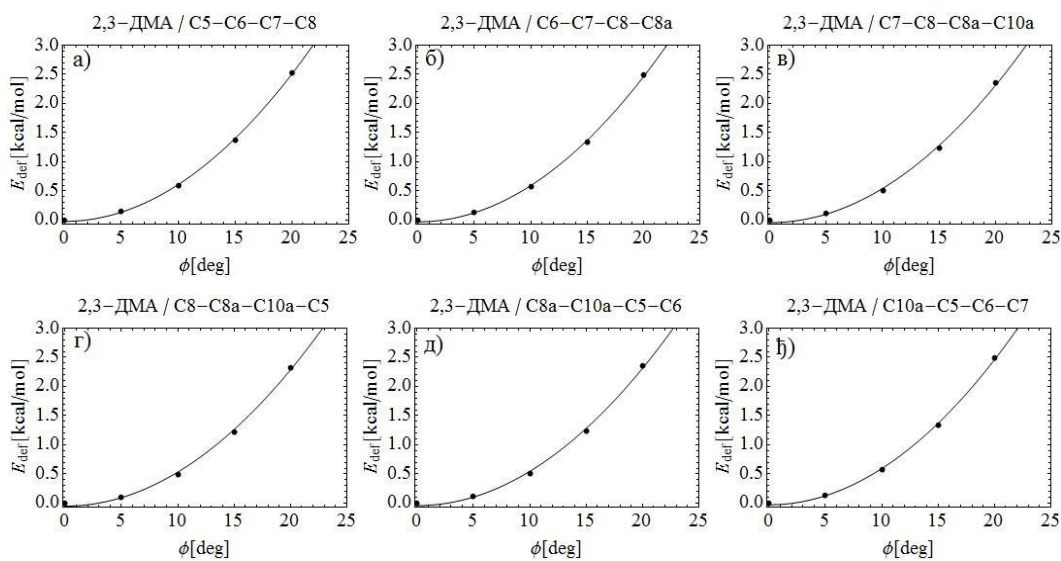 2,3−ДМА / C5−C6−C7−C8
2,3−ДМА / C6−C7−C8−C8a
2,3−ДМА / C7−C8−C8a−C10a
а)
б)
в)
3.0
2.5
2.0
1.5
1.0
0.5
0.0
E_def[kcal/mol]
0 5 10 15 20 25
ϕ[deg]
3.0
2.5
2.0
1.5
1.0
0.5
0.0
E_def[kcal/mol]
0 5 10 15 20 25
ϕ[deg]
3.0
2.5
2.0
1.5
1.0
0.5
0.0
E_def[kcal/mol]
0 5 10 15 20 25
ϕ[deg]
2,3−ДМА / C8−C8a−C10a−C5
2,3−ДМА / C8a−C10a−C5−C6
2,3−ДМА / C10a−C5−C6−C7
г)
д)
ђ)
3.0
2.5
2.0
1.5
1.0
0.5
0.0
E_def[kcal/mol]
0 5 10 15 20 25
ϕ[deg]
3.0
2.5
2.0
1.5
1.0
0.5
0.0
E_def[kcal/mol]
0 5 10 15 20 25
ϕ[deg]
3.0
2.5
2.0
1.5
1.0
0.5
0.0
E_def[kcal/mol]
0 5 10 15 20 25
ϕ[deg]